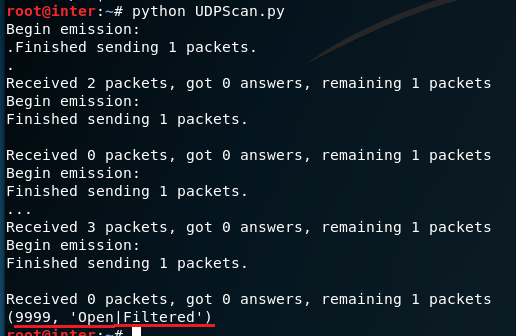 root@inter:~# python UDPScan.py
Begin emission:
.Finished sending 1 packets.
.
Received 2 packets, got 0 answers, remaining 1 packets
Begin emission:
Finished sending 1 packets.
Received 0 packets, got 0 answers, remaining 1 packets
Begin emission:
Finished sending 1 packets.
...
Received 3 packets, got 0 answers, remaining 1 packets
Begin emission:
Finished sending 1 packets.
Received 0 packets, got 0 answers, remaining 1 packets
(9999, 'Open|Filtered')
root@inter:~#